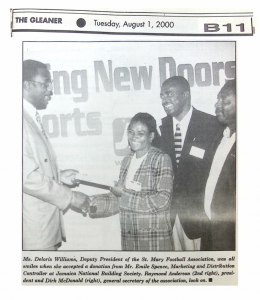 THE GLEANER
Tuesday, August 1, 2000
B11
ing New Doors
orts
Ms. Deloris Williams, Deputy President of the St. Mary Football Association, was all
smiles when she accepted a donation from Mr. Emile Spence, Marketing and Distribution
Controller at Jamaica National Building Society. Raymond Anderson (2nd right), presi-
dent and Dirk McDonald (right), general secretary of the association, look on.